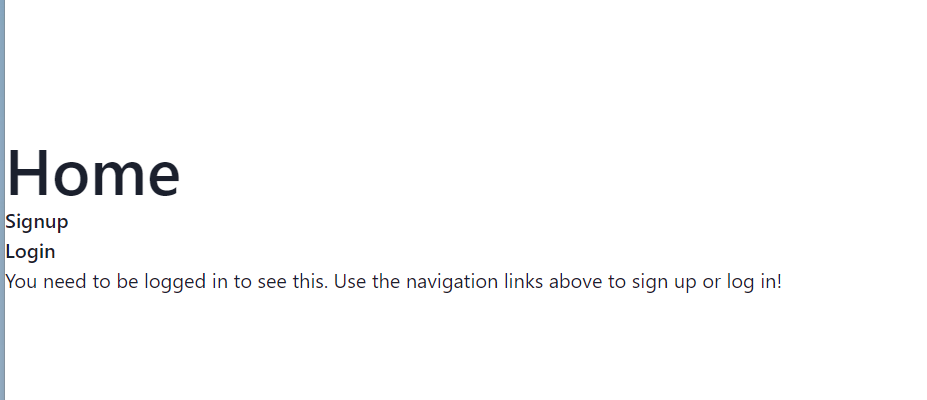 Home
Signup
Login
You need to be logged in to see this. Use the navigation links above to sign up or log in!